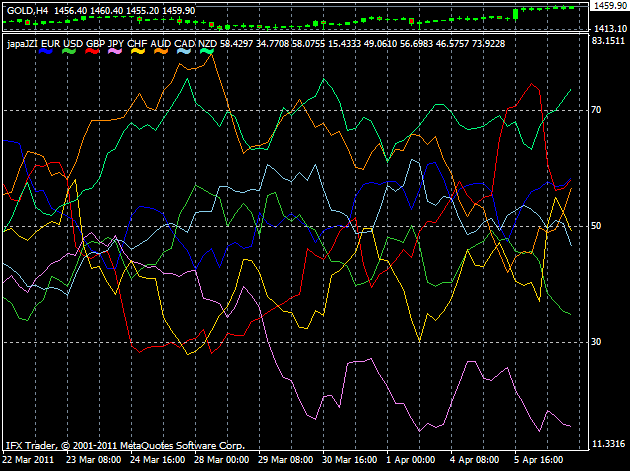 GOLD,H4 1456.40 1460.40 1455.20 1459.90
1459.90
1413.10
japaJZI EUR USD GBP JPY CHF AUD CAD NZD 58.4297 34.7708 58.0755 15.4333 49.0610 56.6983 46.5757 73.9228
83.1511
70
50
30
11.3316
IFX Trader, © 2001-2011 MetaQuotes Software Corp.
22 Mar 2011 23 Mar 08:00 24 Mar 16:00 28 Mar 00:00 29 Mar 08:00 30 Mar 16:00 1 Apr 00:00 4 Apr 08:00 5 Apr 16:00